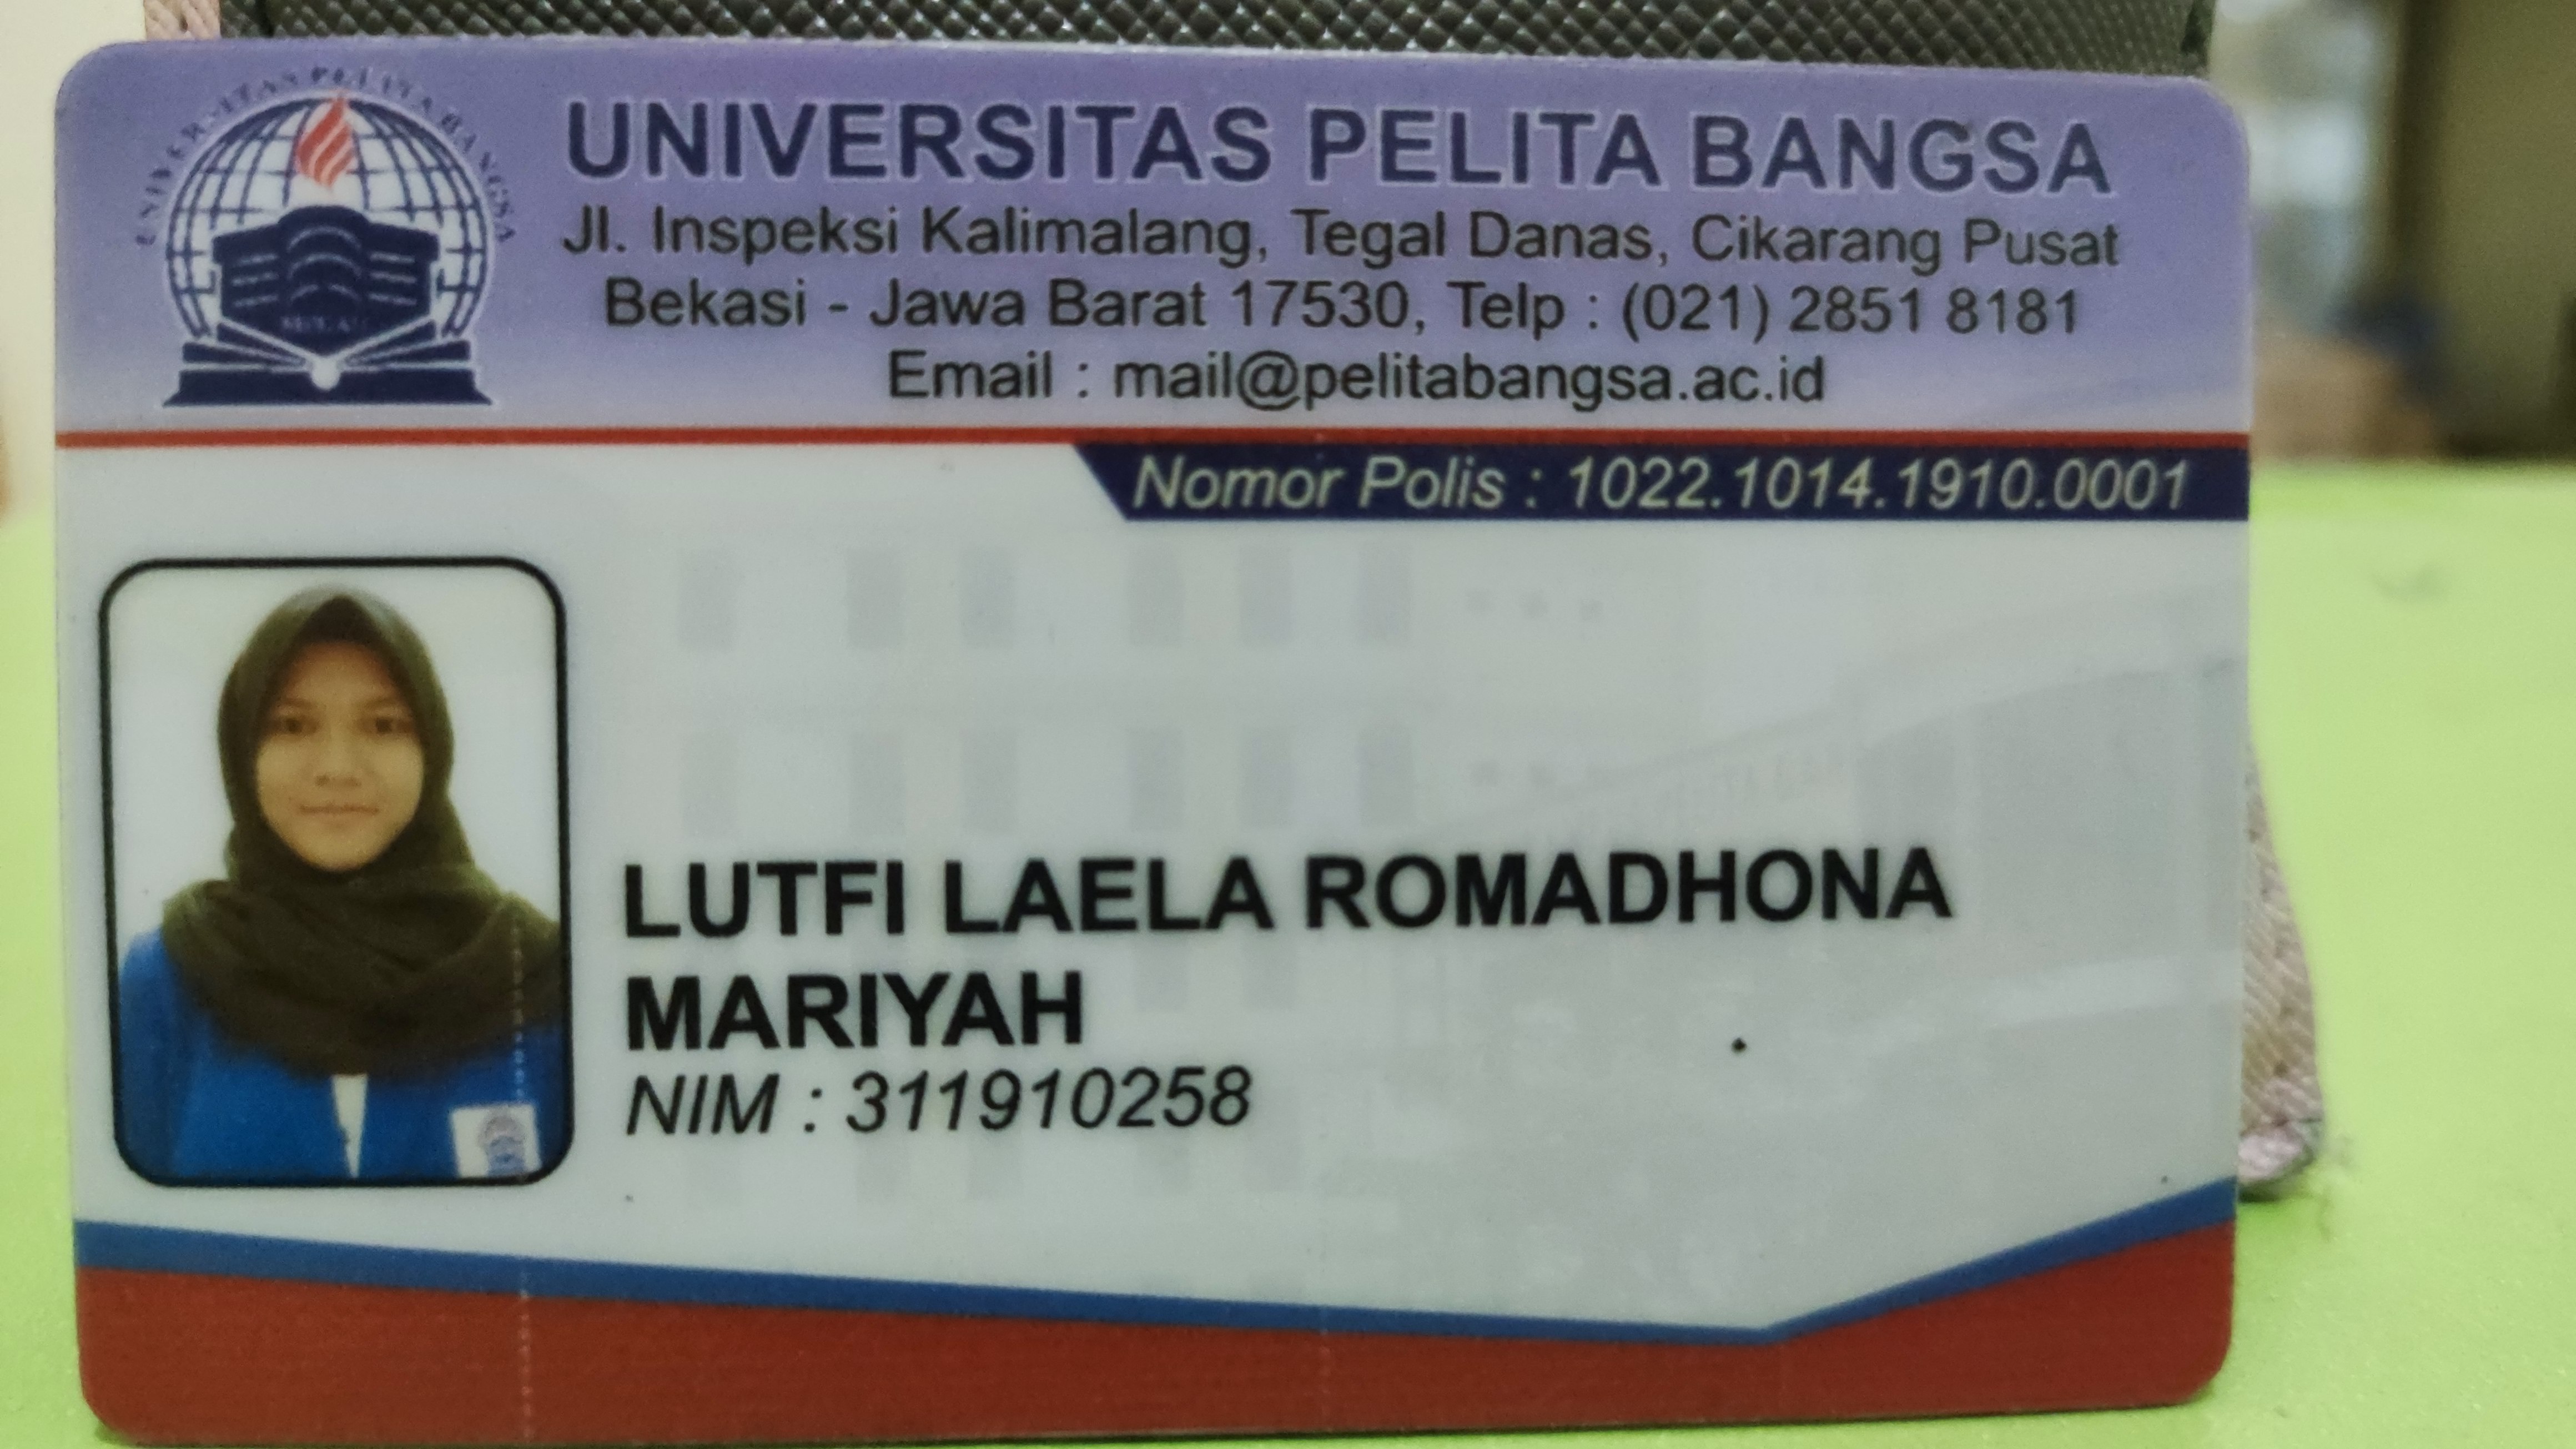 UNIVERSITAS PELITA BANGSA
UNIVERSITAS PELITA BANGSA
Jl. Inspeksi Kalimalang, Tegal Danas, Cikarang Pusat
Bekasi - Jawa Barat 17530, Telp : (021) 2851 8181
Email : mail@pelitabangsa.ac.id
Nomor Polis : 1022.1014.1910.0001
LUTFI LAELA ROMADHONA
MARIYAH
NIM : 311910258